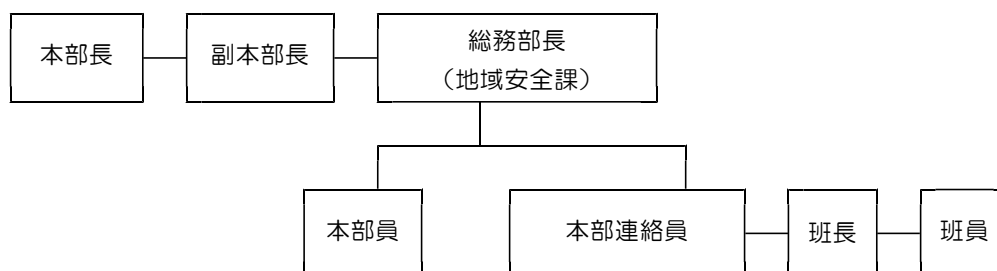 本部長
副本部長
総務部長
（地域安全課）
本部員
本部連絡員
班長
班員